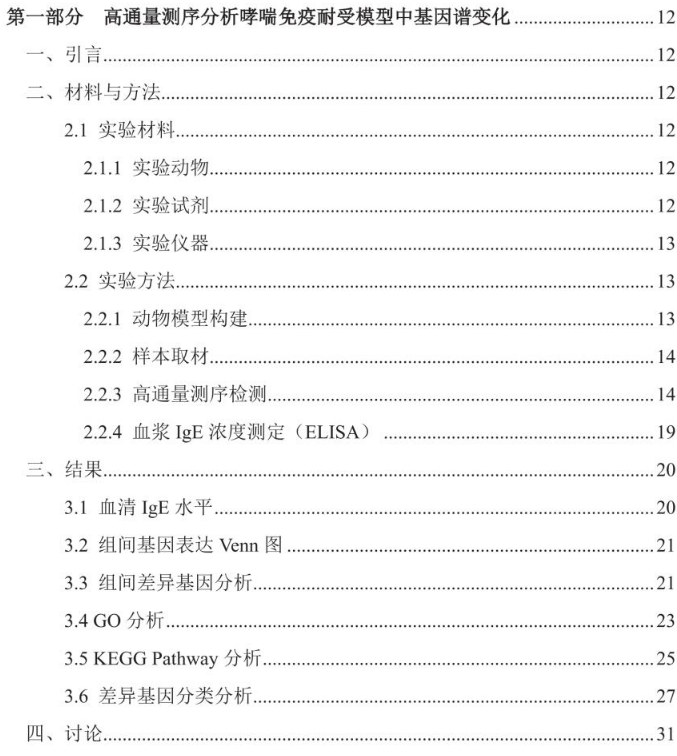 第一部分 高通量测序分析哮喘免疫耐受模型中基因谱变化............................12
一、引言............................12
二、材料与方法............................12
2.1 实验材料............................12
2.1.1 实验动物............................12
2.1.2 实验试剂............................12
2.1.3 实验仪器............................13
2.2 实验方法............................13
2.2.1 动物模型构建............................13
2.2.2 样本取材............................14
2.2.3 高通量测序检测............................14
2.2.4 血浆 IgE 浓度测定（ELISA）............................19
三、结果............................20
3.1 血清 IgE 水平............................20
3.2 组间基因表达 Venn 图............................21
3.3 组间差异基因分析............................21
3.4 GO 分析............................23
3.5 KEGG Pathway 分析............................25
3.6 差异基因分类分析............................27
四、讨论............................31